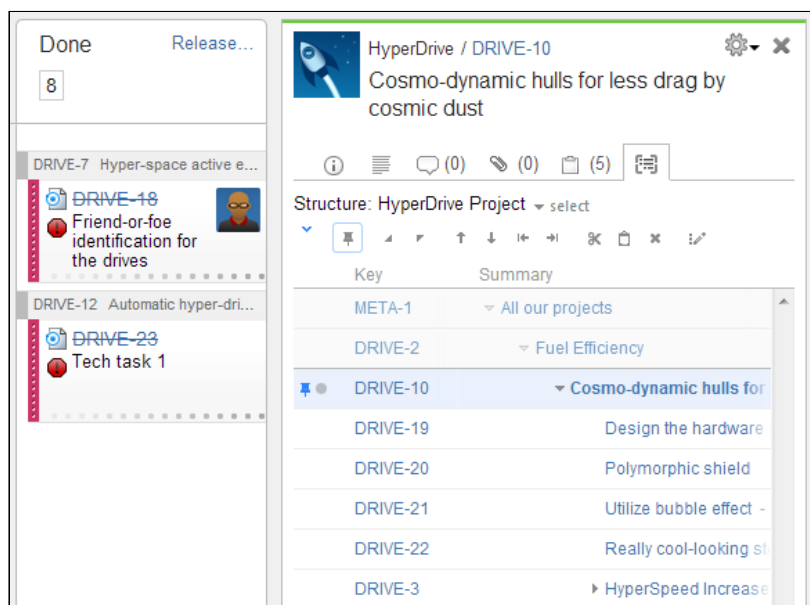 Done Release...
8
DRIVE-7 Hyper-space active e...
DRIVE-18
Friend-or-foe
identification for
the drives
DRIVE-12 Automatic hyper-dri...
DRIVE-23
Tech task 1
HyperDrive / DRIVE-10
Cosmo-dynamic hulls for less drag by
cosmic dust
(0) (0) (5)
Structure: HyperDrive Project select
Key Summary
META-1 All our projects
DRIVE-2 Fuel Efficiency
DRIVE-10 Cosmo-dynamic hulls for
DRIVE-19 Design the hardware
DRIVE-20 Polymorphic shield
DRIVE-21 Utilize bubble effect -
DRIVE-22 Really cool-looking st
DRIVE-3 HyperSpeed Increase